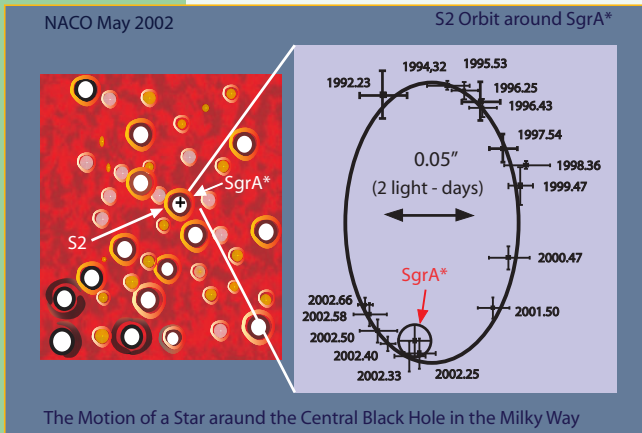 NACO May 2002
S2 Orbit around SgrA*
SgrA*
S2
1992.23
1994,32
1995.53
1996.25
1996.43
1997.54
1998.36
1999.47
2000.47
2001.50
0.05"
(2 light - days)
SgrA*
2002.66
2002.58
2002.50
2002.40
2002.33
2002.25
The Motion of a Star araund the Central Black Hole in the Milky Way